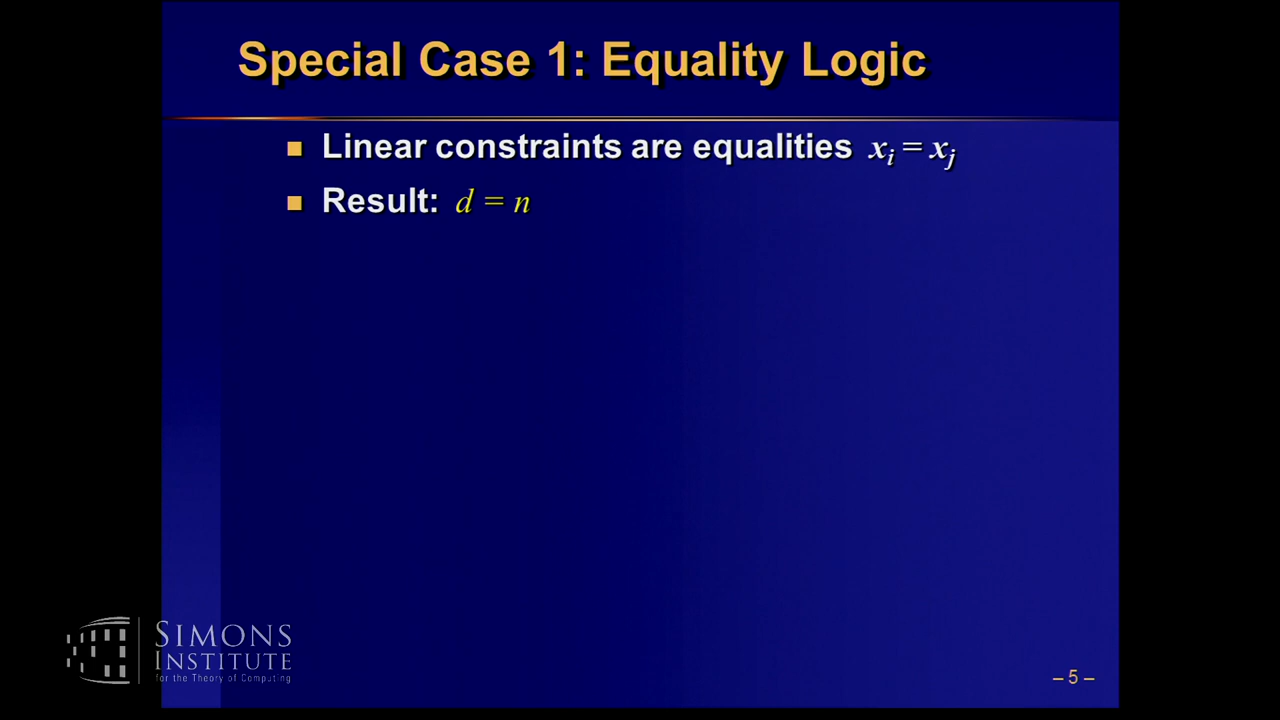 Special Case 1: Equality Logic
Linear constraints are equalities x_i = x_j
Result: d = n
SIMONS
INSTITUTE
for the Theory of Computing
– 5 –